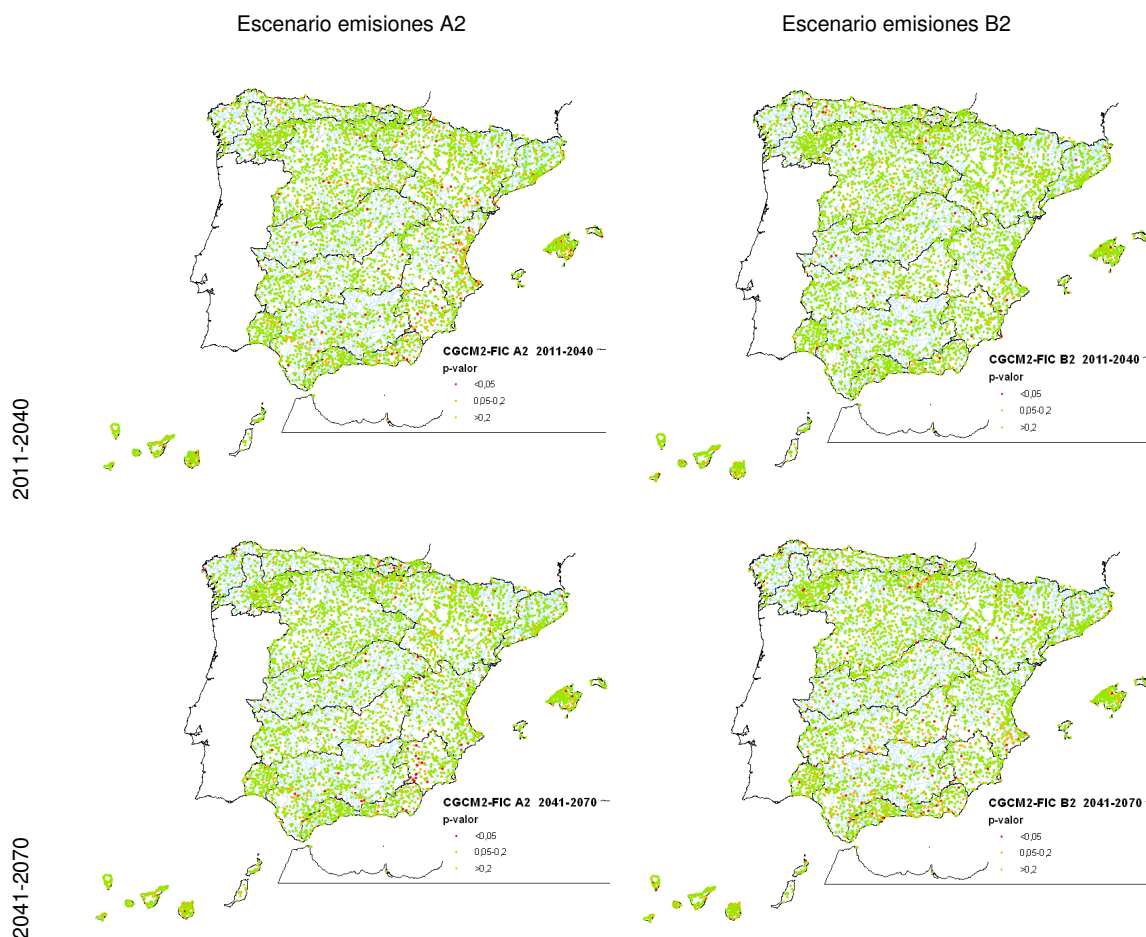 Escenario emisiones A2
Escenario emisiones B2
2011-2040
CGCM2-FIC A2 2011-2040
p-valor
<0,05
0,05-0,2
>0,2
CGCM2-FIC B2 2011-2040
p-valor
<0,05
0,05-0,2
>0,2
2041-2070
CGCM2-FIC A2 2041-2070
p-valor
<0,05
0,05-0,2
>0,2
CGCM2-FIC B2 2041-2070
p-valor
<0,05
0,05-0,2
>0,2